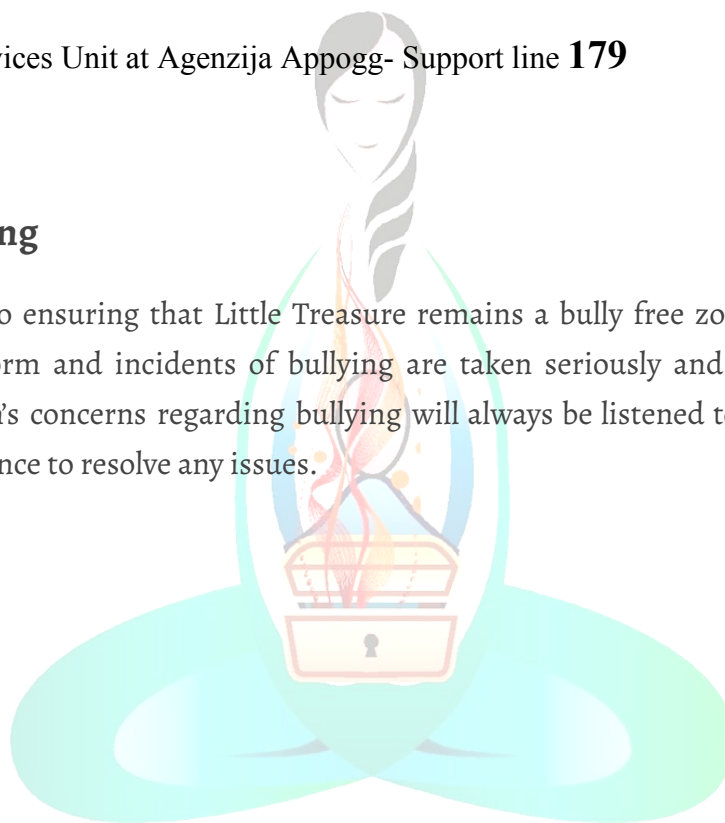 vices Unit at Agenzija Appogg- Support line 179
ng
o ensuring that Little Treasure remains a bully free zo
orm and incidents of bullying are taken seriously and
's concerns regarding bullying will always be listened to
nce to resolve any issues.